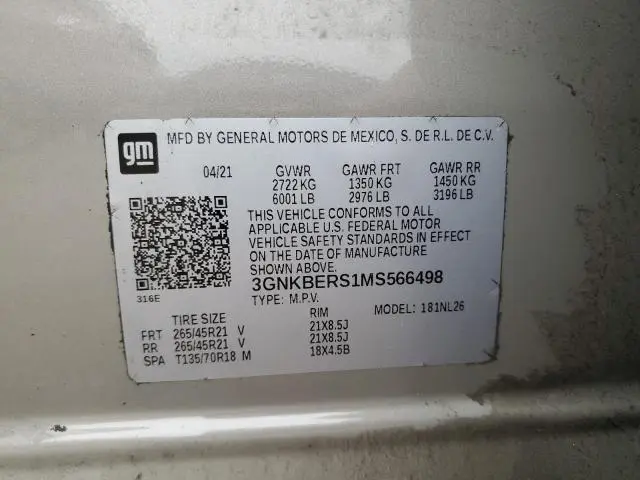 gm
MFD BY GENERAL MOTORS DE MEXICO, S. DE R.L. DE C.V.
04/21 GVWR GAWR FRT GAWR RR
2722 KG 1350 KG 1450 KG
6001 LB 2976 LB 3196 LB
THIS VEHICLE CONFORMS TO ALL
APPLICABLE U.S. FEDERAL MOTOR
VEHICLE SAFETY STANDARDS IN EFFECT
ON THE DATE OF MANUFACTURE
SHOWN ABOVE.
316E
3GNKBERS1MS566498
TYPE: M.P.V. MODEL: 181NL26
TIRE SIZE RIM
FRT 265/45R21 V 21X8.5J
RR 265/45R21 V 21X8.5J
SPA T135/70R18 M 18X4.5B